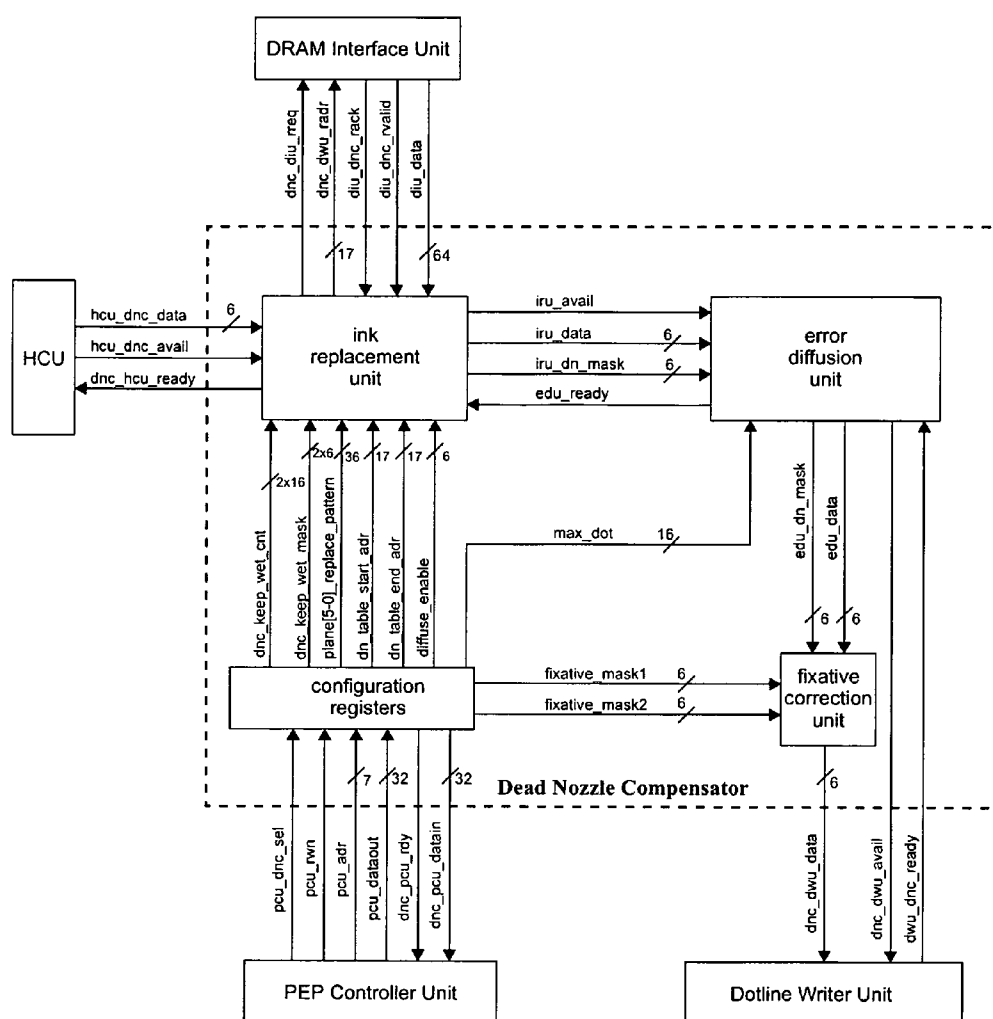 DRAM Interface Unit
dnc_diu_rreq
dnc_dwu_radr
diu_dnc_rack
diu_dnc_rvalid
diu_data
17
64
HCU
hcu_dnc_data
6
hcu_dnc_avail
dnc_hcu_ready
ink
replacement
unit
iru_avail
iru_data
6
iru_dn_mask
6
edu_ready
error
diffusion
unit
2x16
2x6
36
17
17
6
dnc_keep_wet_cnt
dnc_keep_wet_mask
plane[5-0]_replace_pattern
dn_table_start_adr
dn_table_end_adr
diffuse_enable
max_dot
16
edu_dn_mask
edu_data
6
6
configuration
registers
fixative_mask1
6
fixative_mask2
6
fixative
correction
unit
7
32
32
Dead Nozzle Compensator
6
pcu_dnc_sel
pcu_rwn
pcu_adr
pcu_dataout
dnc_pcu_rdy
dnc_pcu_datain
dnc_dwu_data
dnc_dwu_avail
dwu_dnc_ready
PEP Controller Unit
Dotline Writer Unit